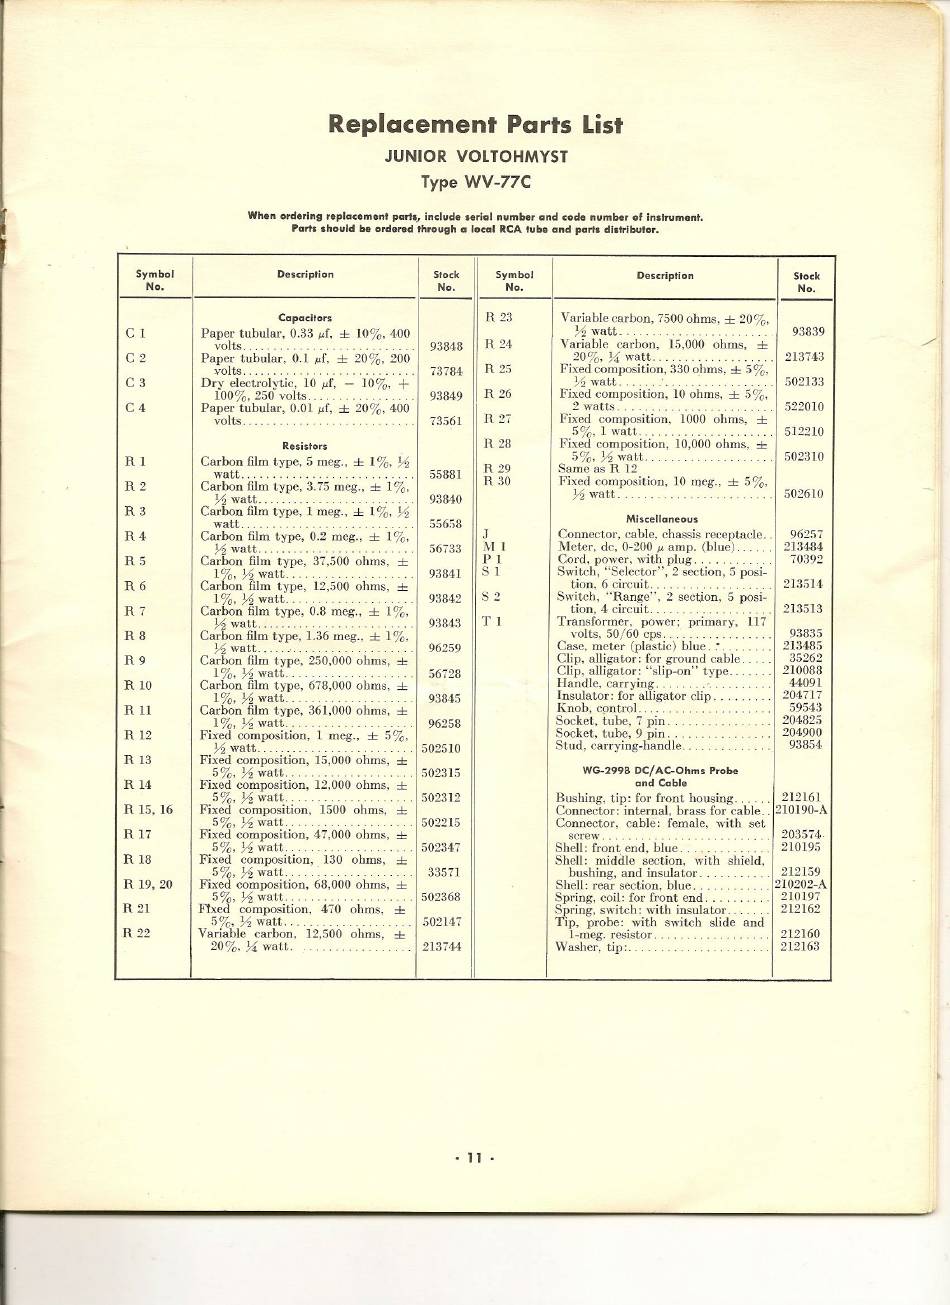 Replacement Parts List
JUNIOR VOLTOHMYST
Type WV-77C
When ordering replacement parts, include serial number and code number of instrument.
Parts should be ordered through a local RCA tube and parts distributor.
Symbol No. Description Stock No.
Capacitors
C 1 Paper tubular, 0.33 µf, ± 10%, 400
volts 93848
C 2 Paper tubular, 0.1 µf, ± 20%, 200
volts 73784
C 3 Dry electrolytic, 10 µf, − 10%, +
100%, 250 volts 93849
C 4 Paper tubular, 0.01 µf, ± 20%, 400
volts 73561
Resistors
R 1 Carbon film type, 5 meg., ± 1%, ½
watt 55881
R 2 Carbon film type, 3.75 meg., ± 1%,
½ watt 93840
R 3 Carbon film type, 1 meg., ± 1%, ½
watt 55658
R 4 Carbon film type, 0.2 meg., ± 1%,
½ watt 56733
R 5 Carbon film type, 37,500 ohms, ±
1%, ½ watt 93841
R 6 Carbon film type, 12,500 ohms, ±
1%, ½ watt 93842
R 7 Carbon film type, 0.8 meg., ± 1%,
½ watt 93843
R 8 Carbon film type, 1.36 meg., ± 1%,
½ watt 96259
R 9 Carbon film type, 250,000 ohms, ±
1%, ½ watt 56728
R 10 Carbon film type, 678,000 ohms, ±
1%, ½ watt 93845
R 11 Carbon film type, 361,000 ohms, ±
1%, ½ watt 96258
R 12 Fixed composition, 1 meg., ± 5%,
½ watt 502510
R 13 Fixed composition, 15,000 ohms, ±
5%, ½ watt 502315
R 14 Fixed composition, 12,000 ohms, ±
5%, ½ watt 502312
R 15, 16 Fixed composition, 1500 ohms, ±
5%, ½ watt 502215
R 17 Fixed composition, 47,000 ohms, ±
5%, ½ watt 502347
R 18 Fixed composition, 130 ohms, ±
5%, ½ watt 33571
R 19, 20 Fixed composition, 68,000 ohms, ±
5%, ½ watt 502368
R 21 Fixed composition, 470 ohms, ±
5%, ½ watt 502147
R 22 Variable carbon, 12,500 ohms, ±
20%, ¼ watt 213744
Symbol No. Description Stock No.
R 23 Variable carbon, 7500 ohms, ± 20%,
½ watt 93839
R 24 Variable carbon, 15,000 ohms, ±
20%, ¼ watt 213743
R 25 Fixed composition, 330 ohms, ± 5%,
½ watt 502133
R 26 Fixed composition, 10 ohms, ± 5%,
2 watts 522010
R 27 Fixed composition, 1000 ohms, ±
5%, 1 watt 512210
R 28 Fixed composition, 10,000 ohms, ±
5%, ½ watt 502310
R 29 Same as R 12
R 30 Fixed composition, 10 meg., ± 5%,
½ watt 502610
Miscellaneous
J Connector, cable, chassis receptacle 96257
M 1 Meter, dc, 0-200 µ amp. (blue) 213484
P 1 Cord, power, with plug 70392
S 1 Switch, “Selector”, 2 section, 5 posi-
tion, 6 circuit 213514
S 2 Switch, “Range”, 2 section, 5 posi-
tion, 4 circuit 213513
T 1 Transformer, power; primary, 117
volts, 50/60 cps 93835
Case, meter (plastic) blue 213485
Clip, alligator: for ground cable 35262
Clip, alligator: “slip-on” type 210088
Handle, carrying 44091
Insulator: for alligator clip 204717
Knob, control 59543
Socket, tube, 7 pin 204825
Socket, tube, 9 pin 204900
Stud, carrying-handle 93854
WG-299B DC/AC-Ohms Probe
and Cable
Bushing, tip: for front housing 212161
Connector: internal, brass for cable 210190-A
Connector, cable: female, with set
screw 203574
Shell: front end, blue 210195
Shell: middle section, with shield,
bushing, and insulator 212159
Shell: rear section, blue 210202-A
Spring, coil: for front end 210197
Spring, switch: with insulator 212162
Tip, probe: with switch slide and
1-meg. resistor 212160
Washer, tip: 212163
· 11 ·